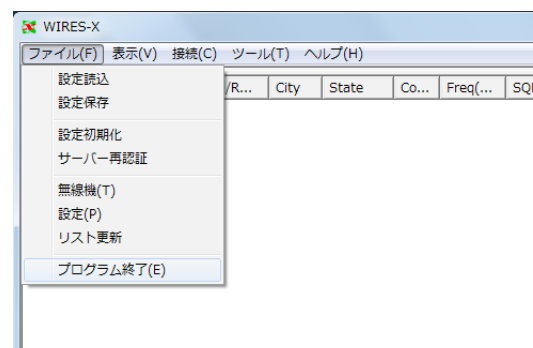 WIRES-X
ファイル(F) 表示(V) 接続(C) ツール(T) ヘルプ(H)
/R... City State Co... Freq(... SQL
設定読込
設定保存
設定初期化
サーバー再認証
無線機(T)
設定(P)
リスト更新
プログラム終了(E)